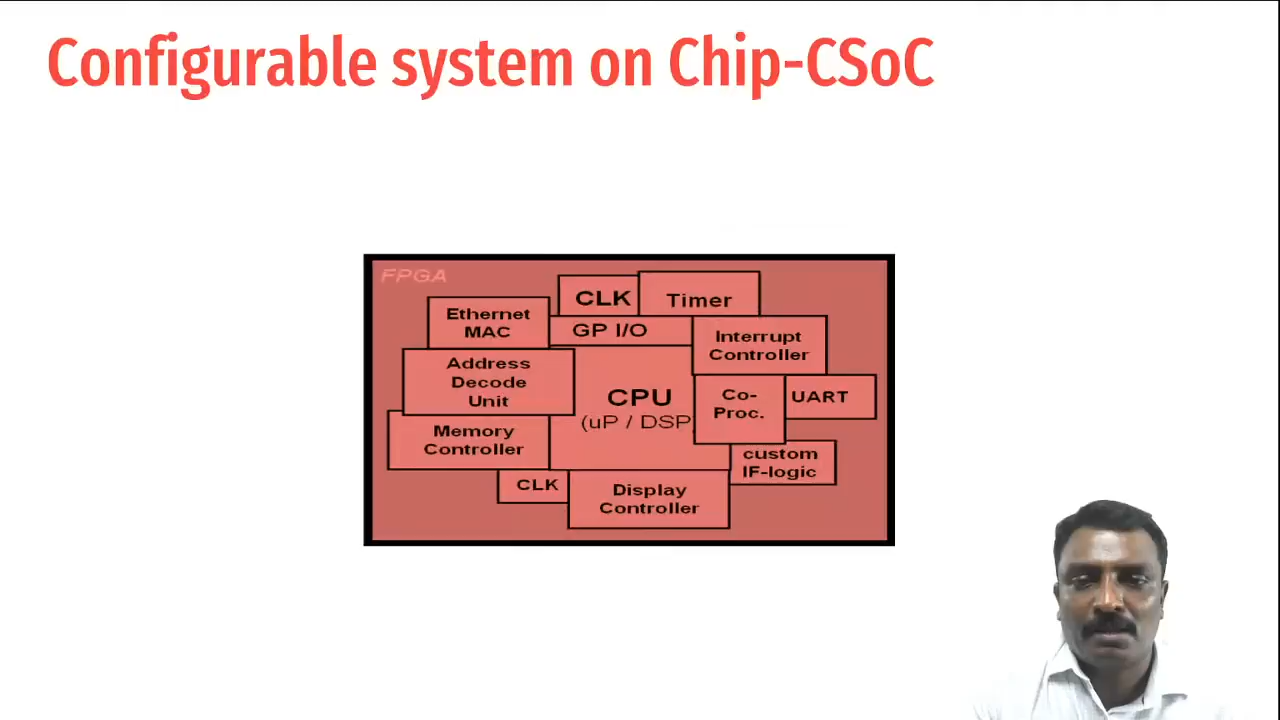 Configurable system on Chip-CSoC
FPGA
CLK
Timer
Ethernet
MAC
GP I/O
Interrupt
Controller
Address
Decode
Unit
CPU
(uP / DSP
Co-
Proc.
UART
Memory
Controller
custom
IF-logic
CLK
Display
Controller